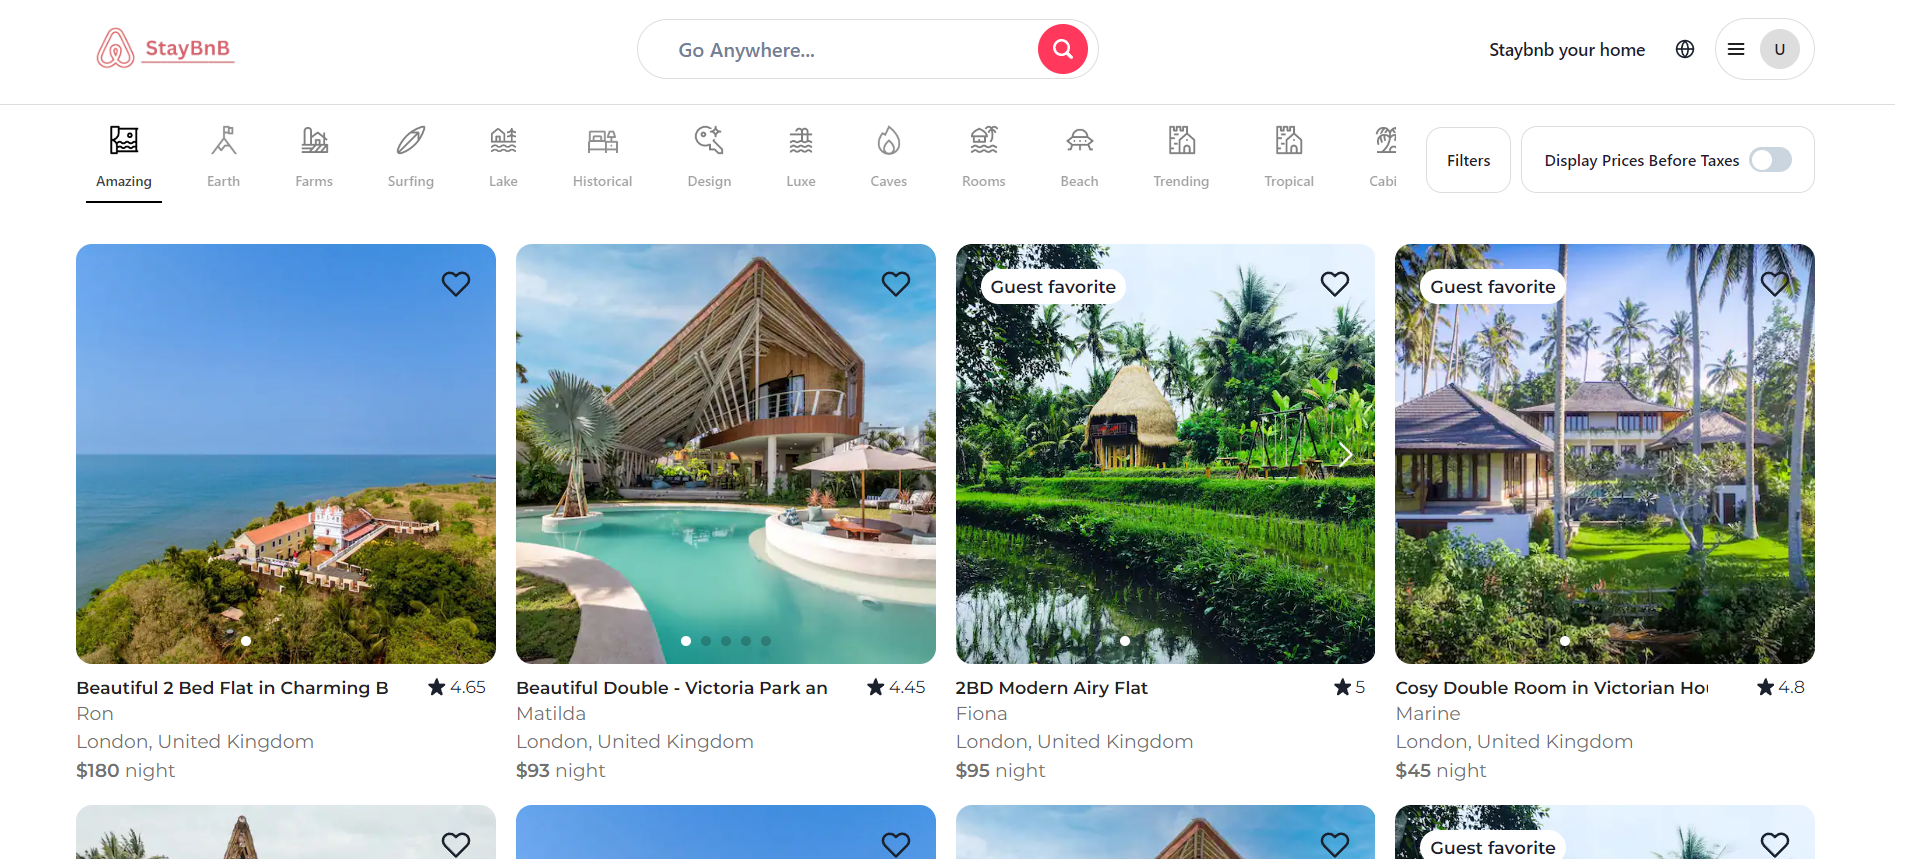 StayBnB
Go Anywhere...
Staybnb your home
U
Amazing
Earth
Farms
Surfing
Lake
Historical
Design
Luxe
Caves
Rooms
Beach
Trending
Tropical
Cabi
Filters
Display Prices Before Taxes
Guest favorite
Guest favorite
Beautiful 2 Bed Flat in Charming B
4.65
Ron
London, United Kingdom
$180 night
Beautiful Double - Victoria Park an
4.45
Matilda
London, United Kingdom
$93 night
2BD Modern Airy Flat
5
Fiona
London, United Kingdom
$95 night
Cosy Double Room in Victorian Hou
4.8
Marine
London, United Kingdom
$45 night
Guest favorite